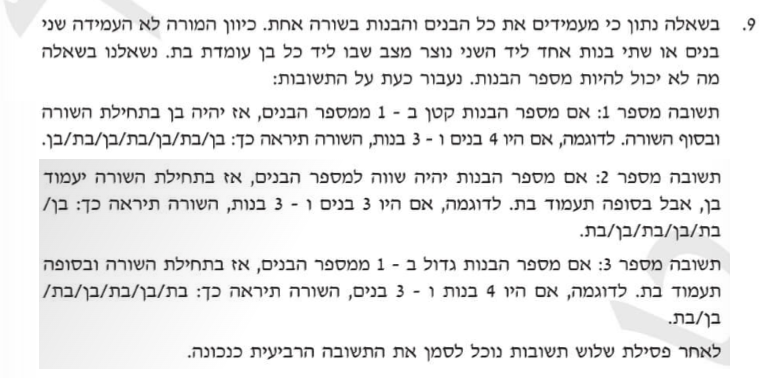 9. בשאלה נתון כי מעמידים את כל הבנים והבנות בשורה אחת. כיוון המורה לא העמידה שני
בנים או שתי בנות אחד ליד השני נוצר מצב שבו ליד כל בן עומדת בת. נשאלנו בשאלה
מה לא יכול להיות מספר הבנות. נעבור כעת על התשובות:
תשובה מספר 1: אם מספר הבנות קטן ב - 1 ממספר הבנים, אז יהיה בן בתחילת השורה
ובסוף השורה. לדוגמה, אם היו 4 בנים ו - 3 בנות, השורה תיראה כך: בן/בת/בן/בת/בן/בת/בן.
תשובה מספר 2: אם מספר הבנות יהיה שווה למספר הבנים, אז בתחילת השורה יעמוד
בן, אבל בסופה תעמוד בת. לדוגמה, אם היו 3 בנים ו - 3 בנות, השורה תיראה כך: בן/
בת/בן/בת/בן/בת.
תשובה מספר 3: אם מספר הבנות גדול ב - 1 ממספר הבנים, אז בתחילת השורה ובסופה
תעמוד בת. לדוגמה, אם היו 4 בנות ו - 3 בנים, השורה תיראה כך: בת/בן/בת/בן/בת/
בן/בת.
לאחר פסילת שלוש תשובות נוכל לסמן את התשובה הרביעית כנכונה.